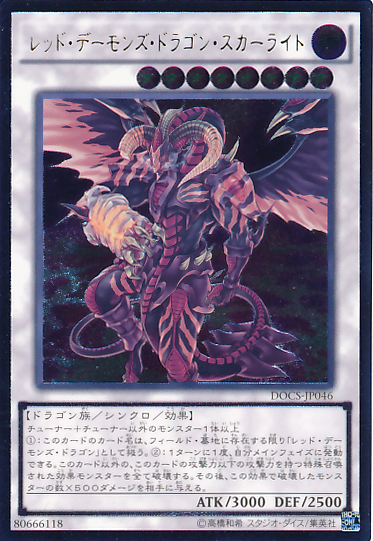 レッド・デーモンズ・ドラゴン・スカーライト
DOCS-JP046
【ドラゴン族／シンクロ／効果】
チューナー＋チューナー以外のモンスター1体以上
①：このカードのカード名は、フィールド・墓地に存在する限り「レッド・デー
モンズ・ドラゴン」として扱う。②：1ターンに1度、自分メインフェイズに発動
できる。このカード以外の、このカードの攻撃力以下の攻撃力を持つ特殊召喚
された効果モンスターを全て破壊する。その後、この効果で破壊したモンス
ターの数×500ダメージを相手に与える。
ATK/3000 DEF/2500
80666118
©高橋和希 スタジオ・ダイス/集英社